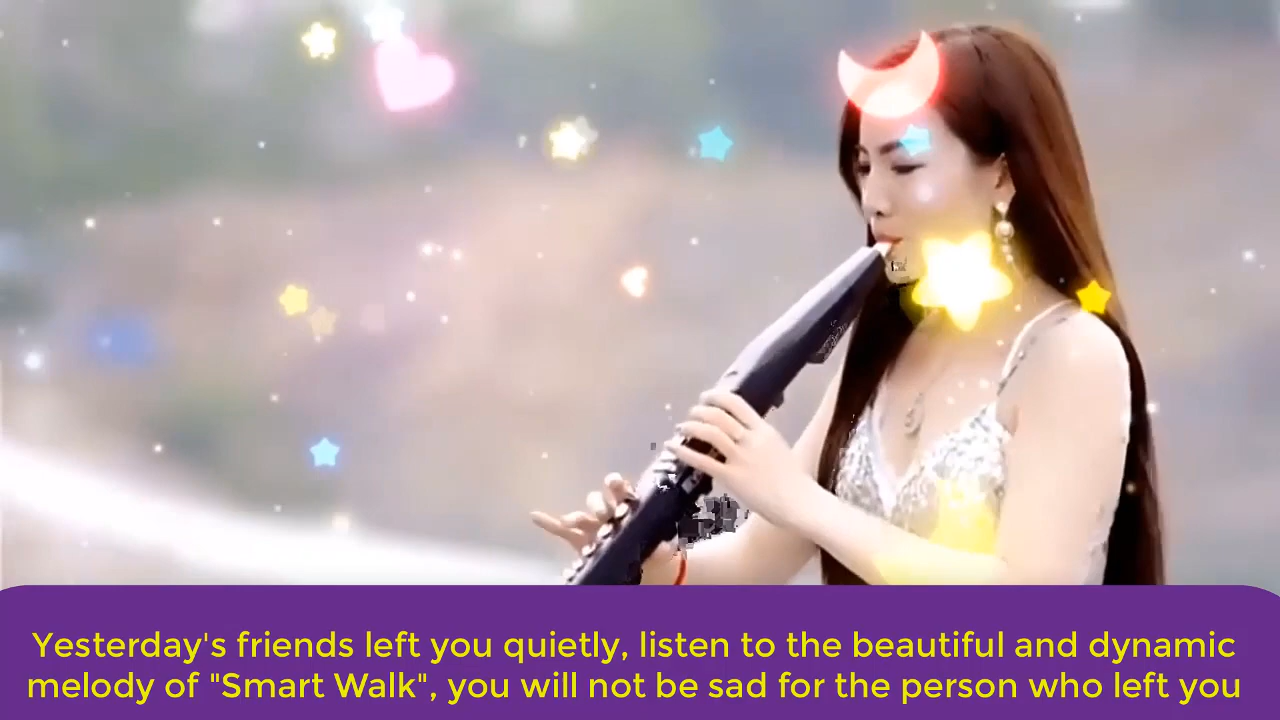 Yesterday's friends left you quietly, listen to the beautiful and dynamic
melody of "Smart Walk", you will not be sad for the person who left you